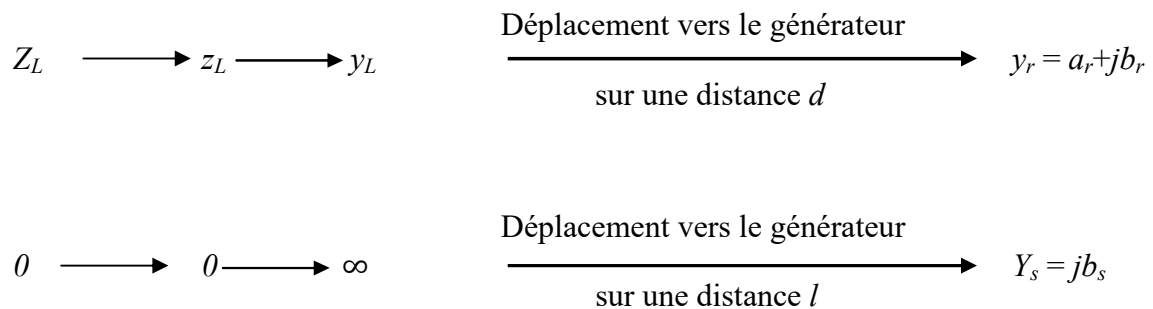 Déplacement vers le générateur
Z_L z_L y_L y_r = a_r+jb_r
sur une distance d
Déplacement vers le générateur
0 0 ∞ Y_s = jb_s
sur une distance l